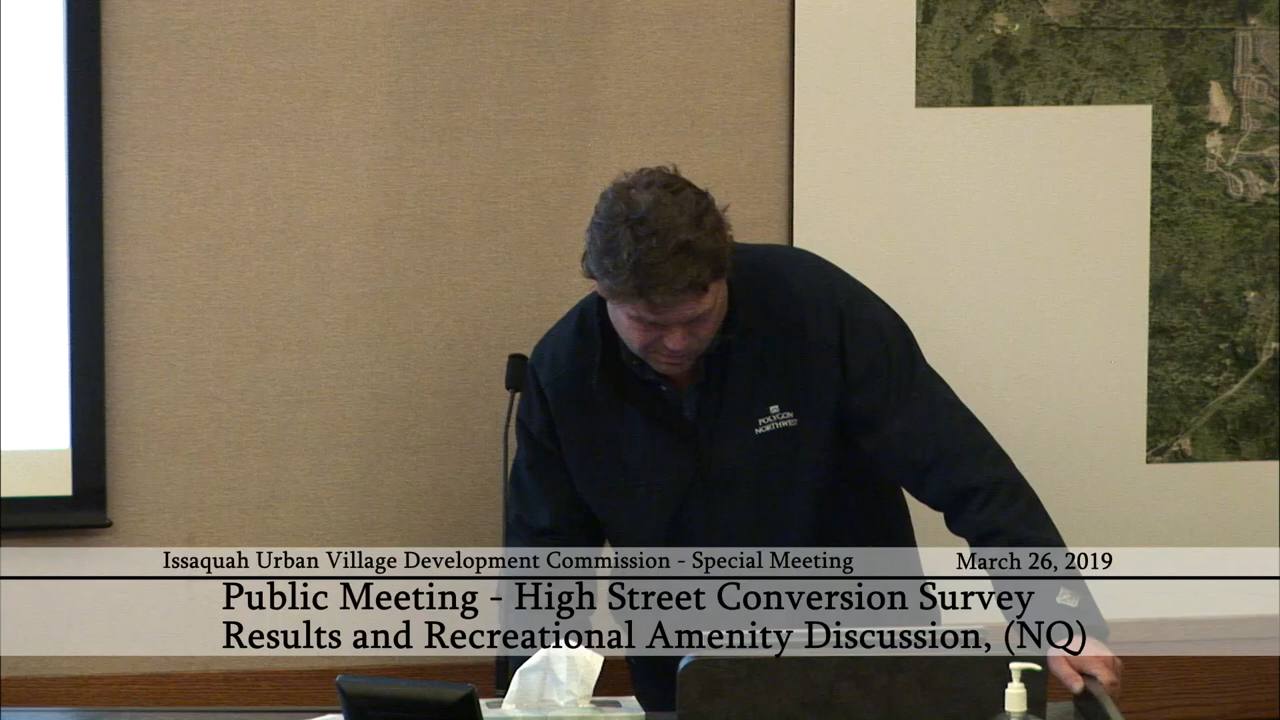 POLYGON
NORTHWEST
Issaquah Urban Village Development Commission - Special Meeting March 26, 2019
Public Meeting - High Street Conversion Survey
Results and Recreational Amenity Discussion, (NQ)